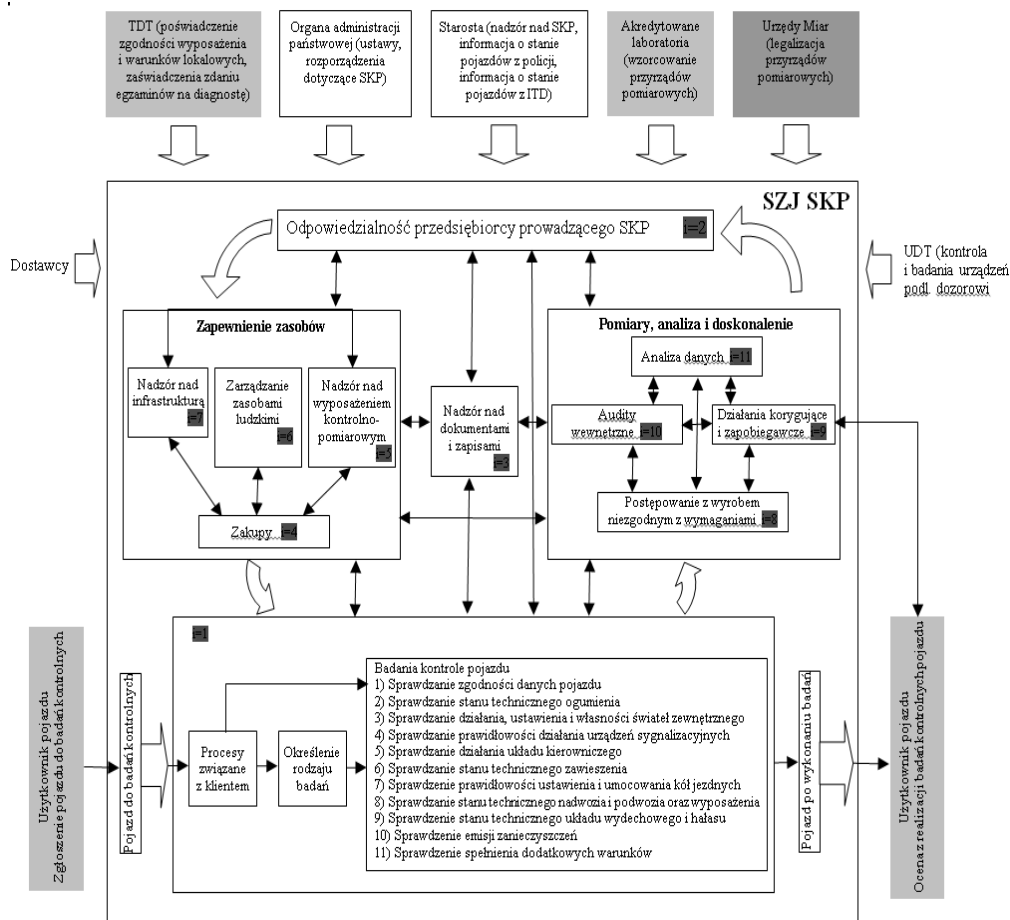 TDT (poświadczenie
zgodności wyposażenia
i warunków lokalowych,
zaświadczenia zdaniu
egzaminów na diagnostę)
Organa administracji
państwowej (ustawy,
rozporządzenia
dotyczące SKP)
Starosta (nadzór nad SKP,
informacja o stanie
pojazdów z policji,
informacja o stanie
pojazdów z ITD)
Akredytowane
laboratoria
(wzorcowanie
przyrządów
pomiarowych)
Urzędy Miar
(legalizacja
przyrządów
pomiarowych)
SZJ SKP
Odpowiedzialność przedsiębiorcy prowadzącego SKP i=2
Dostawcy
UDT (kontrola
i badania urządzeń
podl. dozorowi
Zapewnienie zasobów
Nadzór nad
infrastrukturą
i=7
Zarządzanie
zasobami
ludzkimi
i=6
Nadzór nad
wyposażeniem
kontrolno-
pomiarowym
i=5
Zakupy i=4
Nadzór nad
dokumentami
i zapisami
i=3
Pomiary, analiza i doskonalenie
Analiza danych i=11
Audity
wewnętrzne i=10
Działania korygujące
i zapobiegawcze i=9
Postępowanie z wyrobem
niezgodnym z wymaganiami i=8
i=1
Użytkownik pojazdu
Zgłoszenie pojazdu do badań kontrolnych
Pojazd do badań kontrolnych
Procesy
związane
z klientem
Określenie
rodzaju
badań
Badania kontrole pojazdu
1) Sprawdzanie zgodności danych pojazdu
2) Sprawdzanie stanu technicznego ogumienia
3) Sprawdzanie działania, ustawienia i własności świateł zewnętrznego
4) Sprawdzanie prawidłowości działania urządzeń sygnalizacyjnych
5) Sprawdzanie działania układu kierowniczego
6) Sprawdzanie stanu technicznego zawieszenia
7) Sprawdzenie prawidłowości ustawienia i umocowania kół jezdnych
8) Sprawdzanie stanu technicznego nadwozia i podwozia oraz wyposażenia
9) Sprawdzenie stanu technicznego układu wydechowego i hałasu
10) Sprawdzenie emisji zanieczyszczeń
11) Sprawdzenie spełnienia dodatkowych warunków
Pojazd po wykonaniu badań
Użytkownik pojazdu
Ocena z realizacji badań kontrolnych pojazdu